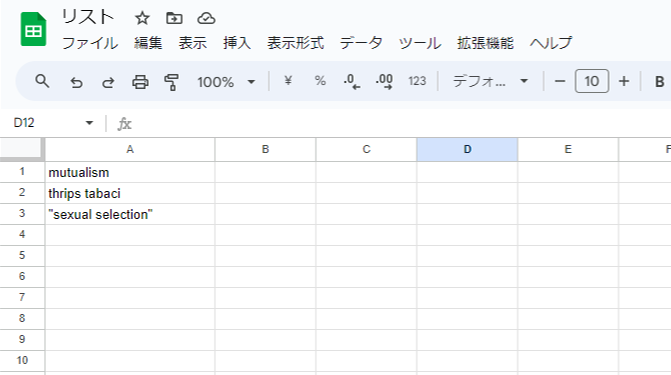 リスト
ファイル 編集 表示 挿入 表示形式 データ ツール 拡張機能 ヘルプ
100% ¥ % .0 .00 123 デフォ... − 10 + B
D12 fx
A B C D E F
1 mutualism
2 thrips tabaci
3 "sexual selection"
4
5
6
7
8
9
10